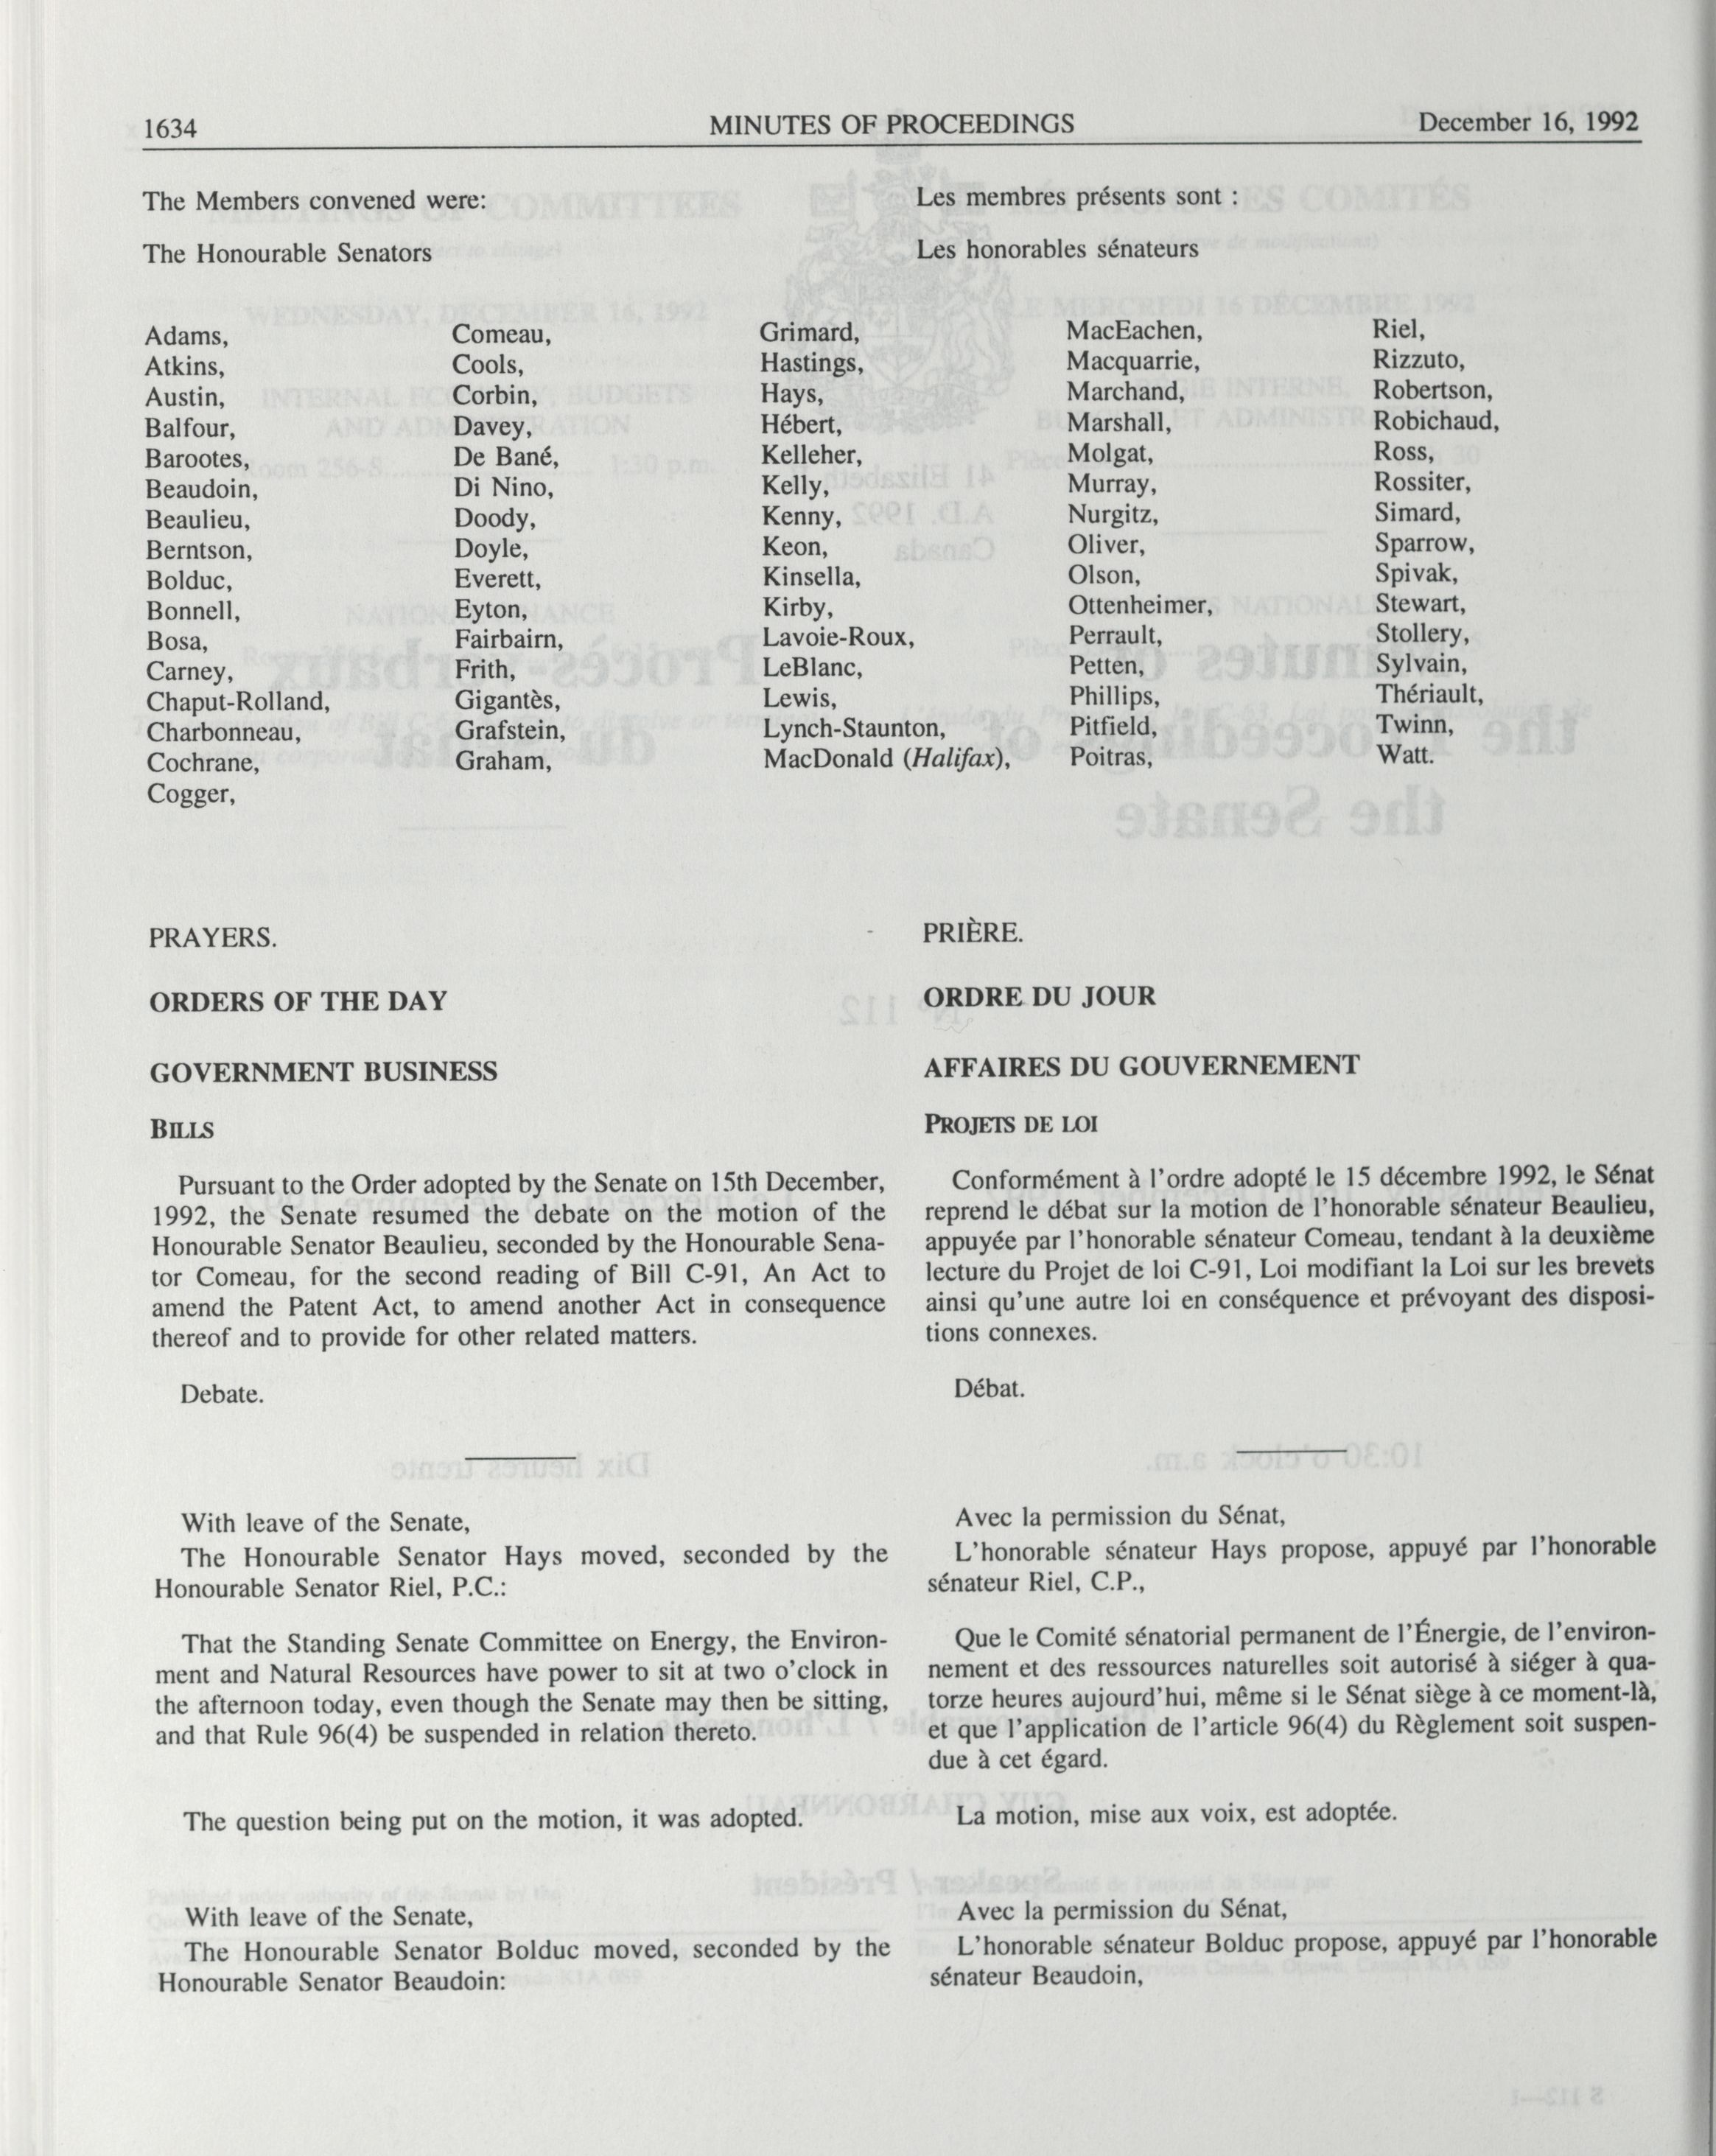 1634
MINUTES OF PROCEEDINGS
December 16, 1992
The Members convened were:
The Honourable Senators
Les membres présents sont :
Les honorables sénateurs
Adams,
Atkins,
Austin,
Balfour,
Barootes,
Beaudoin,
Beaulieu,
Berntson,
Bolduc,
Bonnell,
Bosa,
Carney,
Chaput-Rolland,
Charbonneau,
Cochrane,
Cogger,
Comeau,
Cools,
Corbin,
Davey,
De Bané,
Di Nino,
Doody,
Doyle,
Everett,
Eyton,
Fairbairn,
Frith,
Gigantès,
Grafstein,
Graham,
Grimard,
Hastings,
Hays,
Hébert,
Kelleher,
Kelly,
Kenny,
Keon,
Kinsella,
Kirby,
Lavoie-Roux,
LeBlanc,
Lewis,
Lynch-Staunton,
MacDonald (Halifax),
MacEachen,
Macquarrie,
Marchand,
Marshall,
Molgat,
Murray,
Nurgitz,
Oliver,
Olson,
Ottenheimer,
Perrault,
Petten,
Phillips,
Pitfield,
Poitras,
Riel,
Rizzuto,
Robertson,
Robichaud,
Ross,
Rossiter,
Simard,
Sparrow,
Spivak,
Stewart,
Stollery,
Sylvain,
Thériault,
Twinn,
Watt.
PRAYERS.
ORDERS OF THE DAY
GOVERNMENT BUSINESS
BILLS
Pursuant to the Order adopted by the Senate on 15th December,
1992, the Senate resumed the debate on the motion of the
Honourable Senator Beaulieu, seconded by the Honourable Sena-
tor Comeau, for the second reading of Bill C-91, An Act to
amend the Patent Act, to amend another Act in consequence
thereof and to provide for other related matters.
Debate.
With leave of the Senate,
The Honourable Senator Hays moved, seconded by the
Honourable Senator Riel, P.C.:
That the Standing Senate Committee on Energy, the Environ-
ment and Natural Resources have power to sit at two o'clock in
the afternoon today, even though the Senate may then be sitting,
and that Rule 96(4) be suspended in relation thereto.
The question being put on the motion, it was adopted.
With leave of the Senate,
The Honourable Senator Bolduc moved, seconded by the
Honourable Senator Beaudoin:
PRIÈRE.
ORDRE DU JOUR
AFFAIRES DU GOUVERNEMENT
PROJETS DE LOI
Conformément à l'ordre adopté le 15 décembre 1992, le Sénat
reprend le débat sur la motion de l'honorable sénateur Beaulieu,
appuyée par l'honorable sénateur Comeau, tendant à la deuxième
lecture du Projet de loi C-91, Loi modifiant la Loi sur les brevets
ainsi qu'une autre loi en conséquence et prévoyant des disposi-
tions connexes.
Débat.
Avec la permission du Sénat,
L'honorable sénateur Hays propose, appuyé par l'honorable
sénateur Riel, C.P.,
Que le Comité sénatorial permanent de l'Énergie, de l'environ-
nement et des ressources naturelles soit autorisé à siéger à qua-
torze heures aujourd'hui, même si le Sénat siège à ce moment-là,
et que l'application de l'article 96(4) du Règlement soit suspen-
due à cet égard.
La motion, mise aux voix, est adoptée.
Avec la permission du Sénat,
L'honorable sénateur Bolduc propose, appuyé par l'honorable
sénateur Beaudoin,